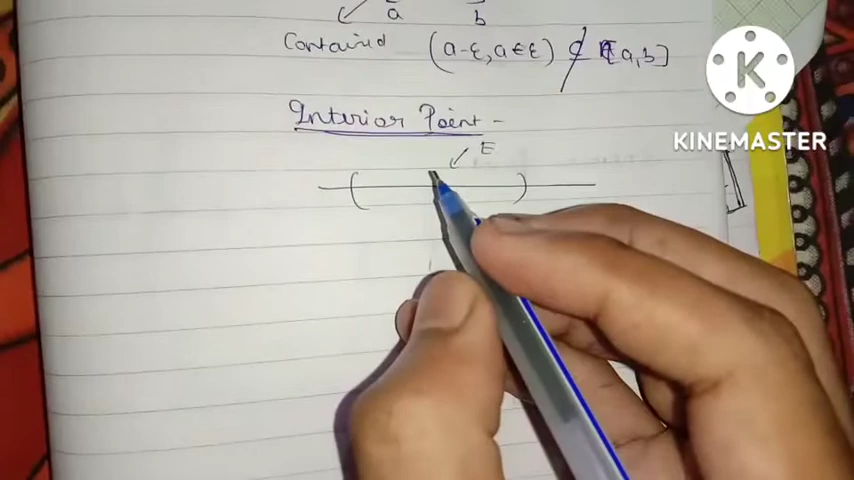 a b
Contained (a-ε, a∈ε) ⊄ [a,b]
Interior Point -
E
KINEMASTER